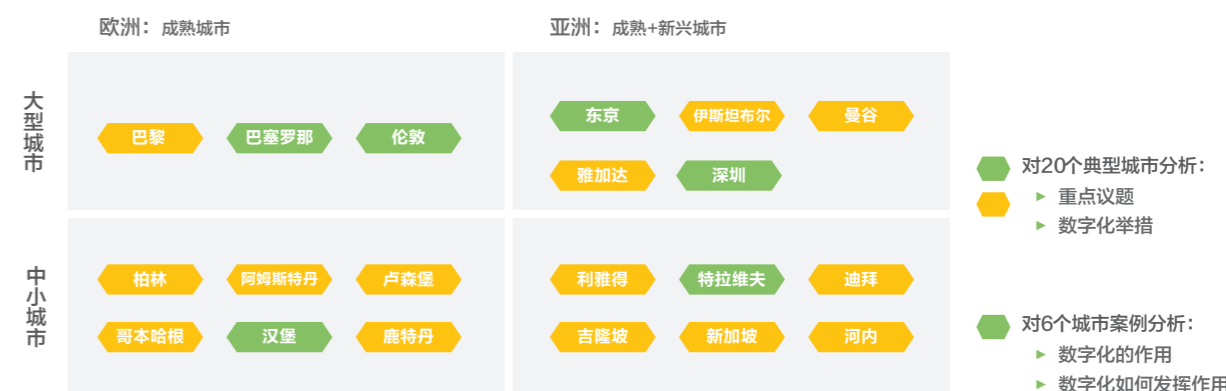 欧洲：成熟城市
亚洲：成熟+新兴城市
大型城市
巴黎
巴塞罗那
伦敦
东京
伊斯坦布尔
曼谷
雅加达
深圳
中小城市
柏林
阿姆斯特丹
卢森堡
哥本哈根
汉堡
鹿特丹
利雅得
特拉维夫
迪拜
吉隆坡
新加坡
河内
对20个典型城市分析：
重点议题
数字化举措
对6个城市案例分析：
数字化的作用
数字化如何发挥作用